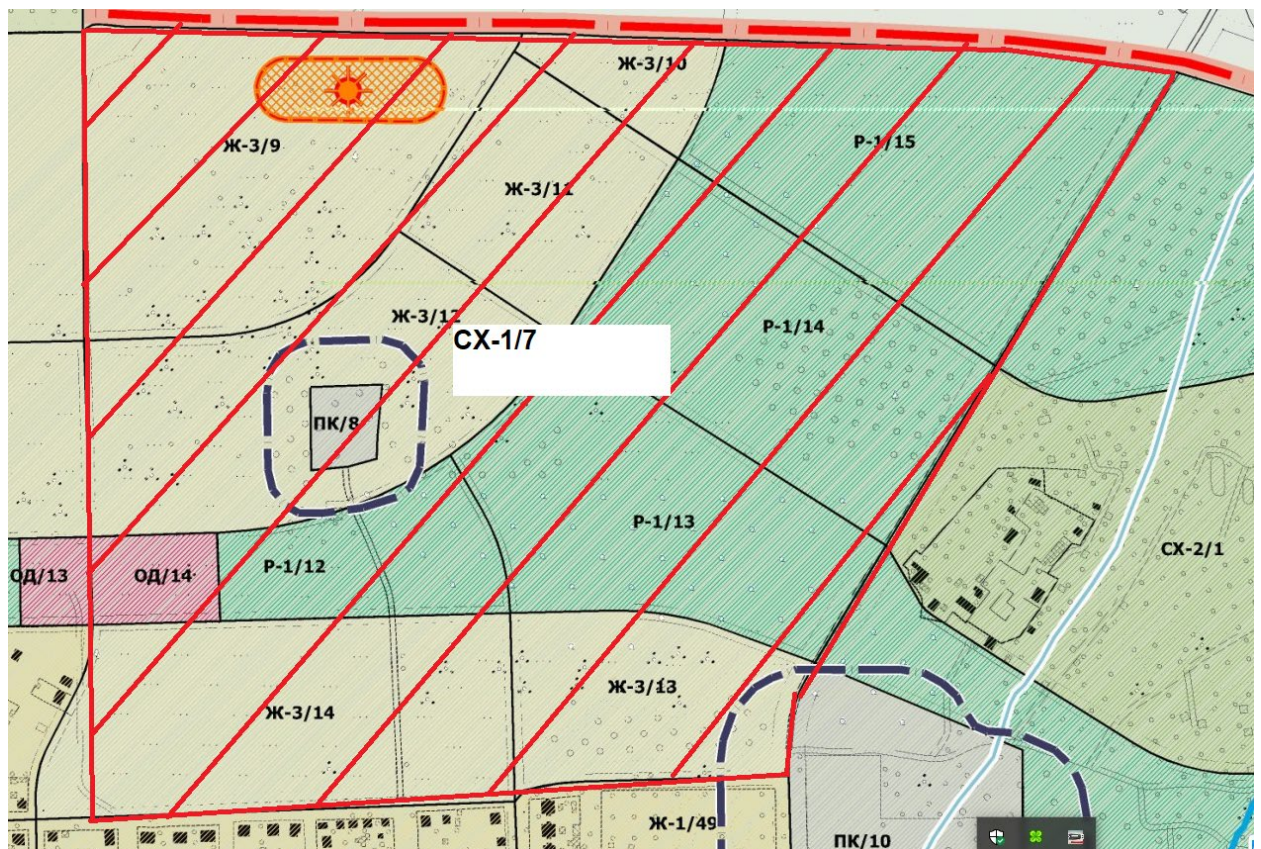 Ж-3/10
Р-1/15
Ж-3/9
Ж-3/11
Ж-3/12
Р-1/14
СХ-1/7
ПК/8
Р-1/13
СХ-2/1
ОД/13
ОД/14
Р-1/12
Ж-3/13
Ж-3/14
Ж-1/49
ПК/10